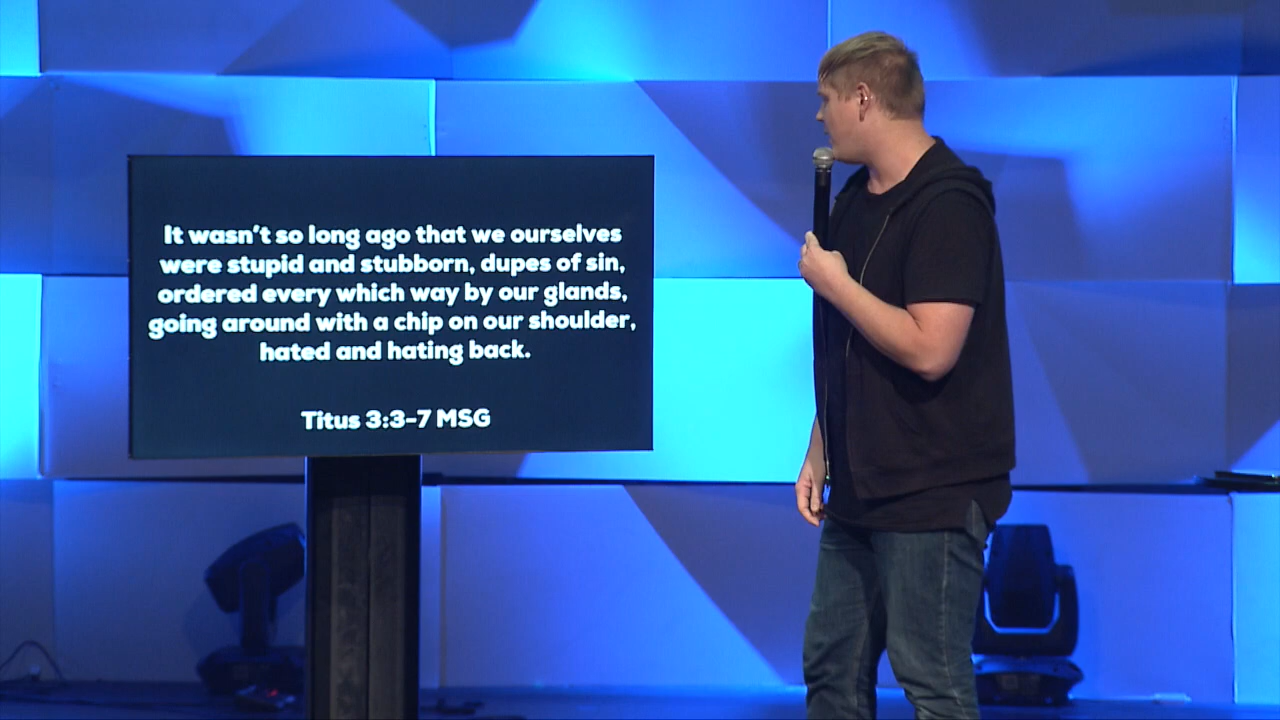 It wasn't so long ago that we ourselves
were stupid and stubborn, dupes of sin,
ordered every which way by our glands,
going around with a chip on our shoulder,
hated and hating back.
Titus 3:3-7 MSG